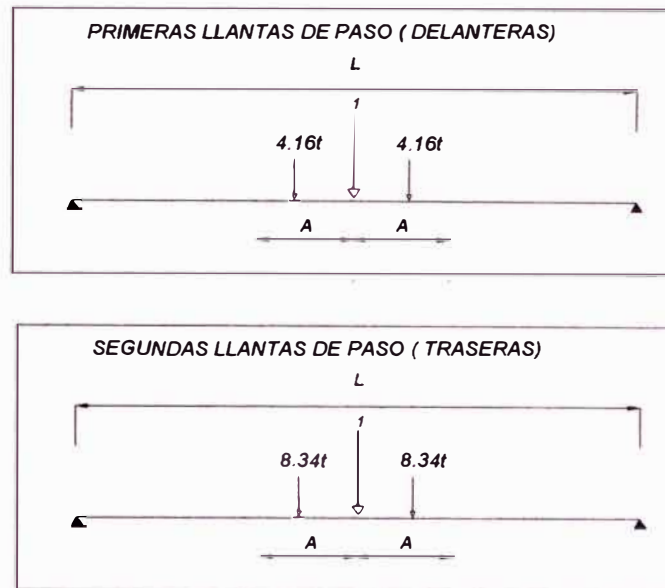 PRIMERAS LLANTAS DE PASO ( DELANTERAS)
L
1
4.16t 4.16t
A A
SEGUNDAS LLANTAS DE PASO ( TRASERAS)
L
1
8.34t 8.34t
A A